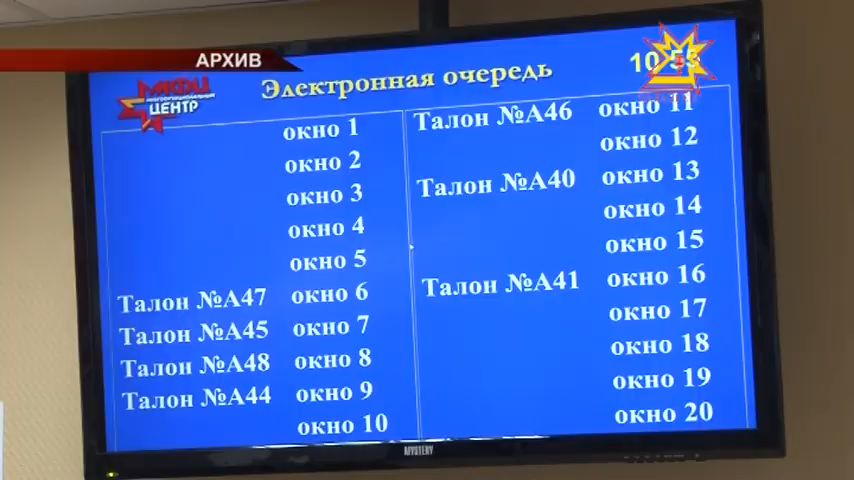 АРХИВ
МФЦ
МНОГОФУНКЦИОНАЛЬНЫЙ
ЦЕНТР
Электронная очередь
10:55
окно 1
окно 2
окно 3
окно 4
окно 5
Талон №А47 окно 6
Талон №А45 окно 7
Талон №А48 окно 8
Талон №А44 окно 9
окно 10
Талон №А46 окно 11
окно 12
Талон №А40 окно 13
окно 14
окно 15
Талон №А41 окно 16
окно 17
окно 18
окно 19
окно 20
MYSTERY